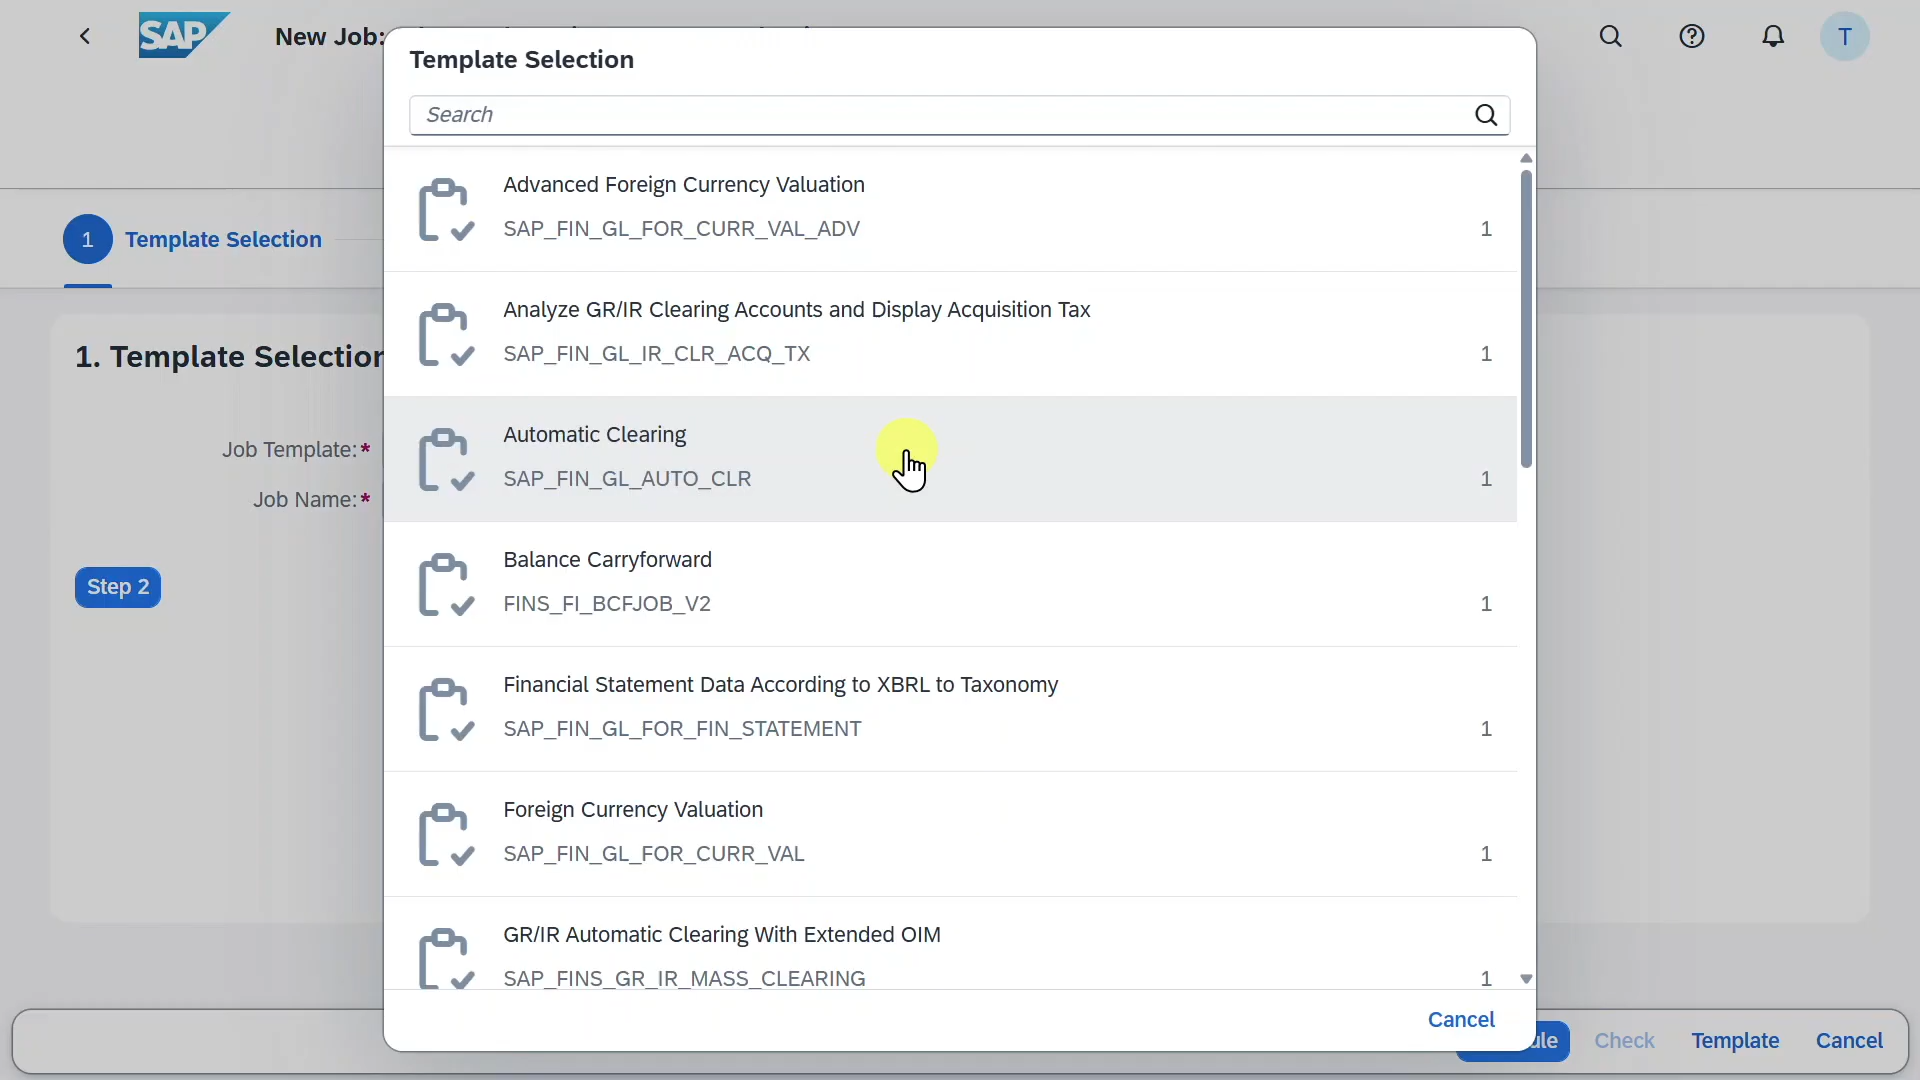 SAP
New Job:
T
Template Selection
Search
1 Template Selection
1. Template Selection
Job Template:*
Job Name:*
Step 2
Advanced Foreign Currency Valuation
SAP_FIN_GL_FOR_CURR_VAL_ADV 1
Analyze GR/IR Clearing Accounts and Display Acquisition Tax
SAP_FIN_GL_IR_CLR_ACQ_TX 1
Automatic Clearing
SAP_FIN_GL_AUTO_CLR 1
Balance Carryforward
FINS_FI_BCFJOB_V2 1
Financial Statement Data According to XBRL to Taxonomy
SAP_FIN_GL_FOR_FIN_STATEMENT 1
Foreign Currency Valuation
SAP_FIN_GL_FOR_CURR_VAL 1
GR/IR Automatic Clearing With Extended OIM
SAP_FINS_GR_IR_MASS_CLEARING 1
Cancel
Check Template Cancel